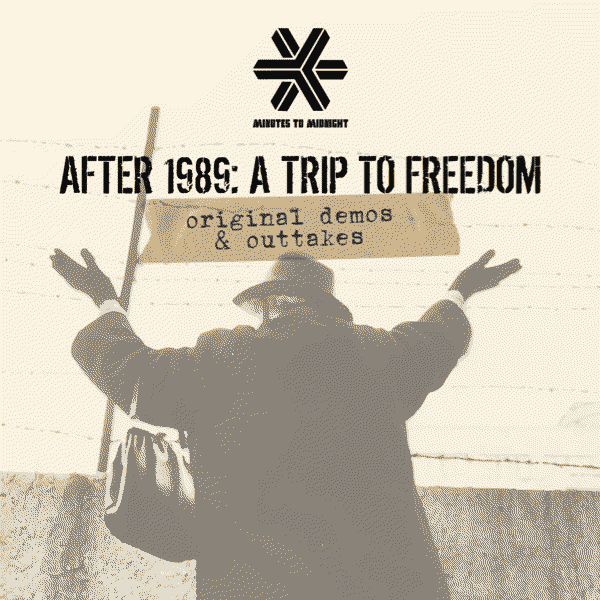 MINUTES TO MIDNIGHT
AFTER 1989: A TRIP TO FREEDOM
original demos
& outtakes